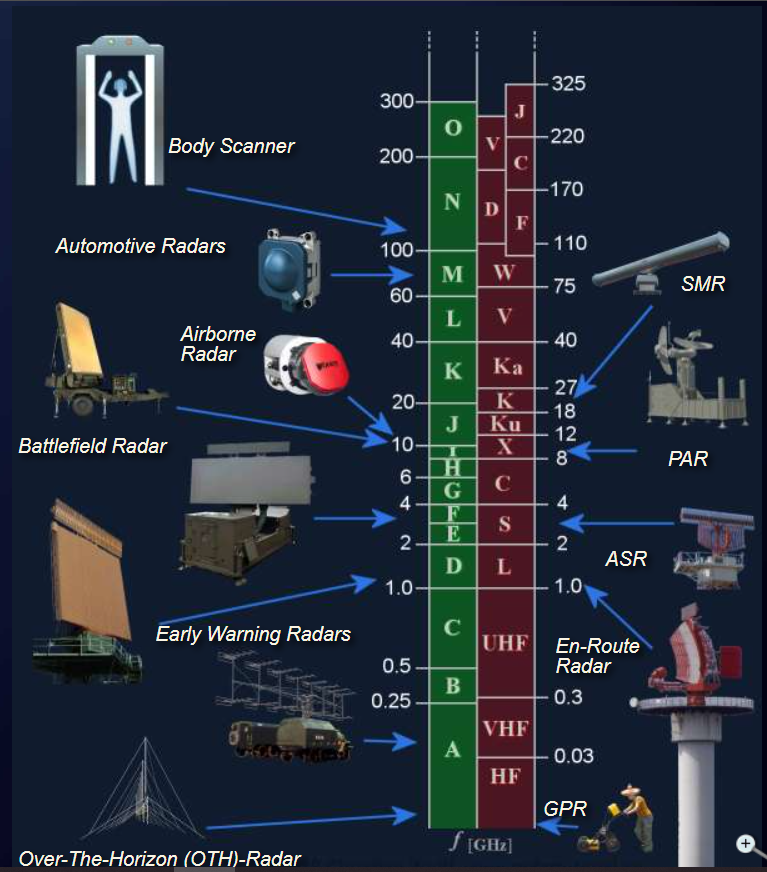 325
300
O
J
V
220
Body Scanner
200
C
170
N
D
F
Automotive Radars
110
100
M
W
75
SMR
60
Airborne
Radar
L
V
40
40
K
Ka
27
20
K
18
J
Ku
12
Battlefield Radar
10
I
X
8
PAR
H
6
G
C
4
4
F
S
E
2
2
ASR
D
L
1.0
1.0
Early Warning Radars
C
UHF
En-Route
Radar
0.5
B
0.25
0.3
VHF
A
0.03
HF
GPR
f [GHz]
Over-The-Horizon (OTH)-Radar